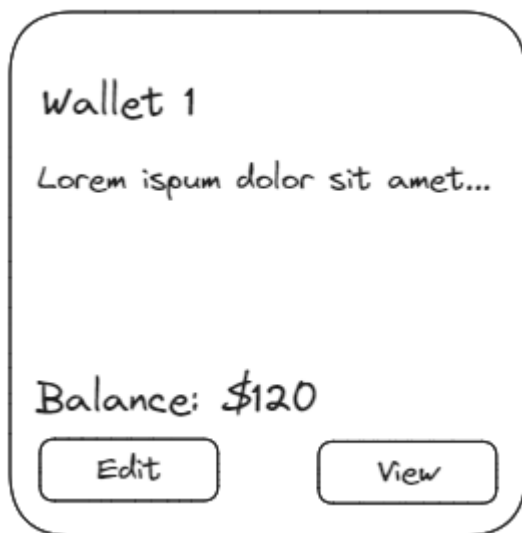 Wallet 1
Lorem ispum dolor sit amet...
Balance: $120
Edit
View